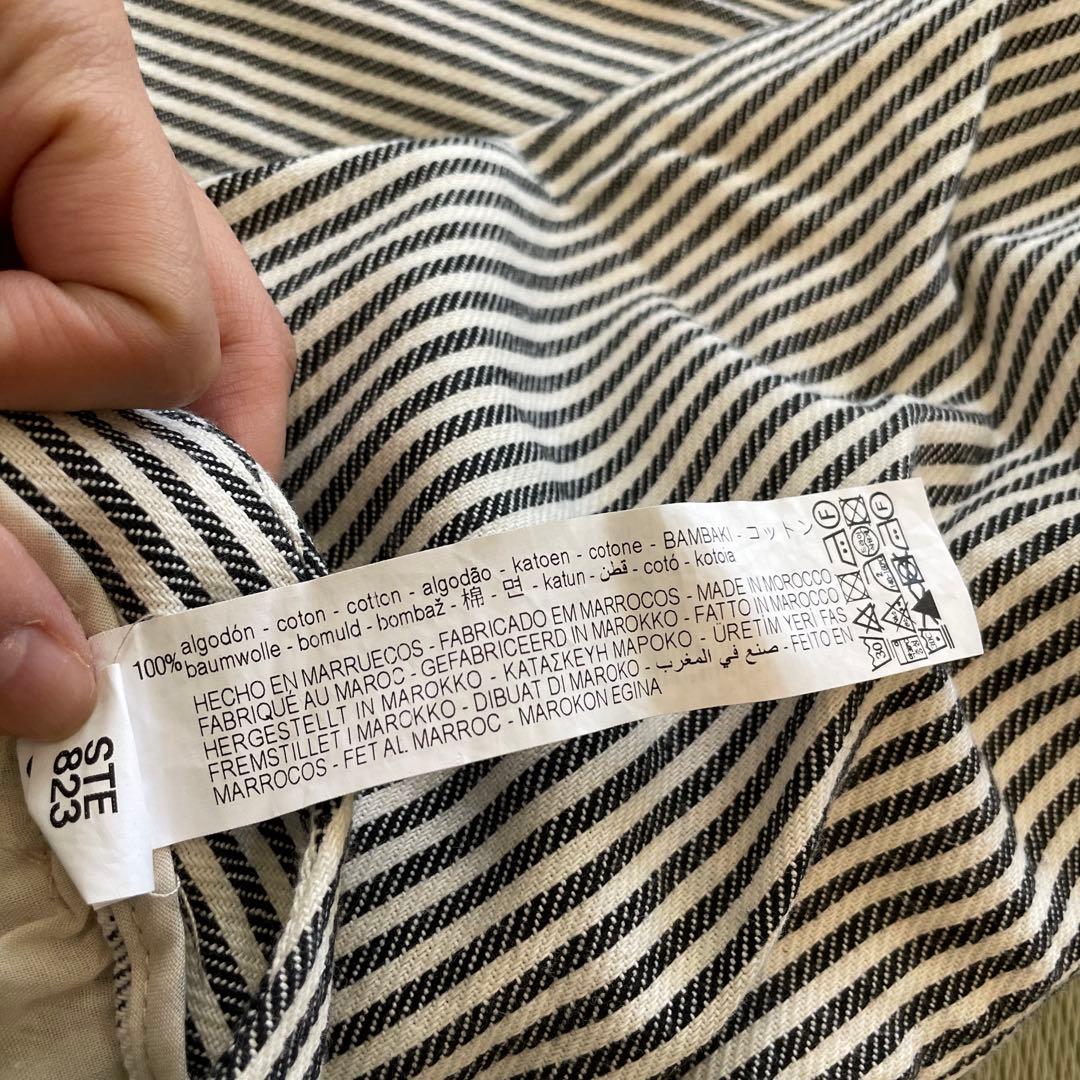 100%
algodón - coton - cotton - algodão - katoen - cotone - BAMBAKI - コットン
baumwolle - bomuld - bombaž - 棉 - 면 - katun - قطن - cotó - kotoia
HECHO EN MARRUECOS - FABRICADO EM MARROCOS - MADE IN MOROCCO
FABRIQUÉ AU MAROC - GEFABRICEERD IN MAROKKO - FATTO IN MAROCCO
HERGESTELLT IN MAROKKO - ΚΑΤΑΣΚΕΥΗ ΜΑΡΟΚΟ - ÜRETİM YERİ FAS
FREMSTILLET I MAROKKO - DIBUAT DI MAROKO - صنع في المغرب - FEITO EN
MARROCOS - FET AL MARROC - MAROKON EGINA
STE
823